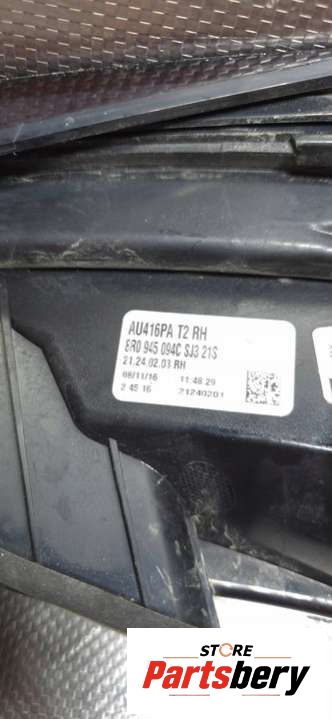 AU416PA T2 RH
8R0 945 094C SJ3 21S
21.24.02.03 RH
08/11/16 11:48:29
2 45 16 21240201
STORE
Partsbery